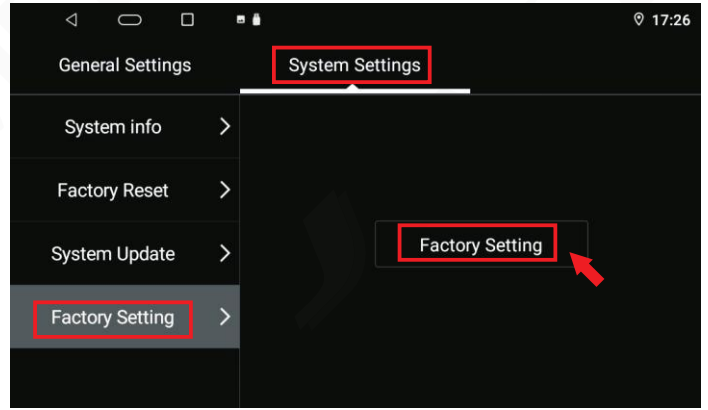 17:26
General Settings
System Settings
System info
Factory Reset
System Update
Factory Setting
Factory Setting